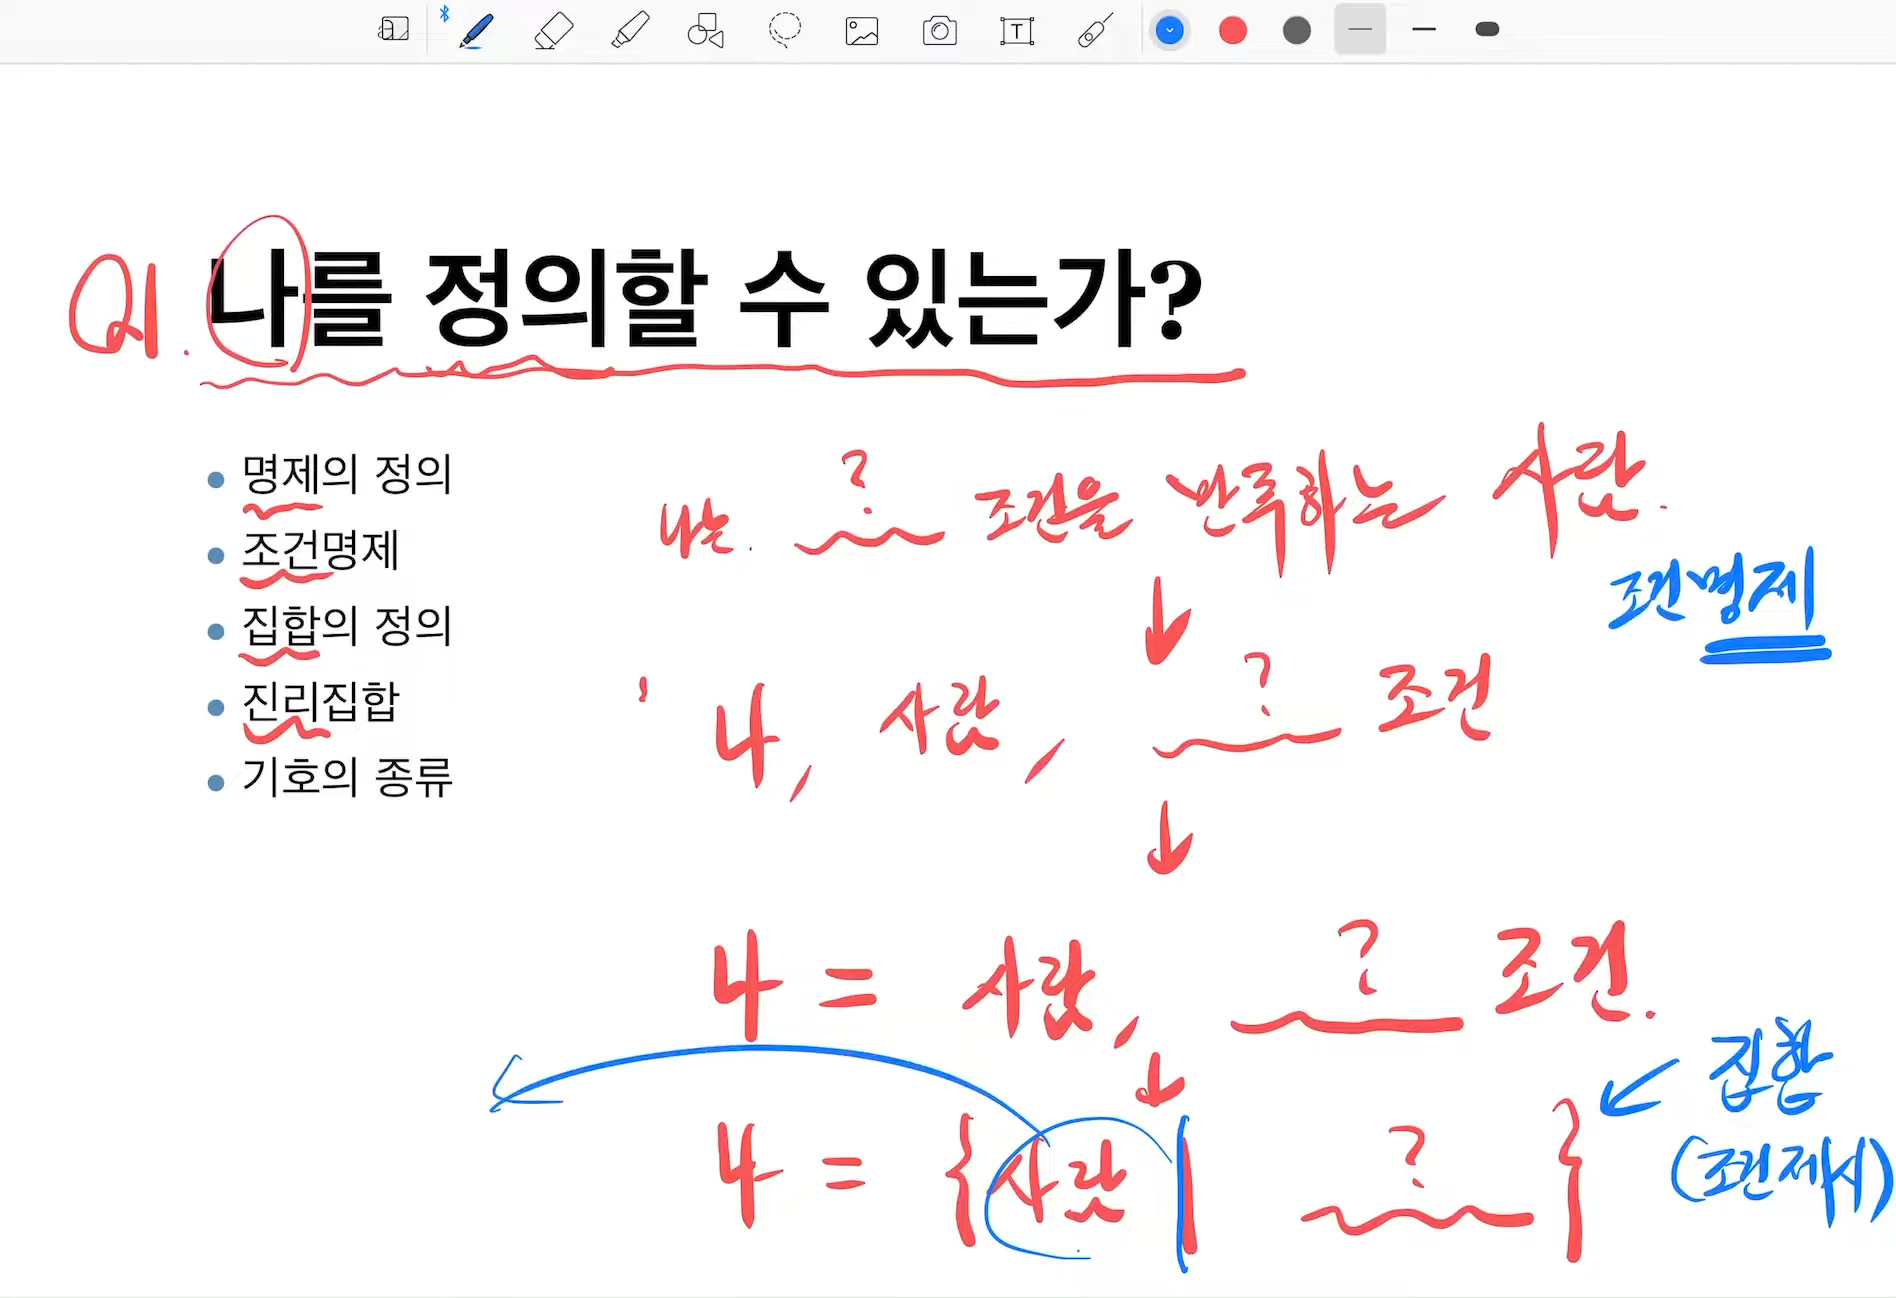 Q1. 나를 정의할 수 있는가?
• 명제의 정의
• 조건명제
• 집합의 정의
• 진리집합
• 기호의 종류
나는. ? 조건을 만족하는 사람.
조건명제
나, 사람, ? 조건
나 = 사람, ? 조건.
집합
(조건제시)
나 = {사람 | ? }